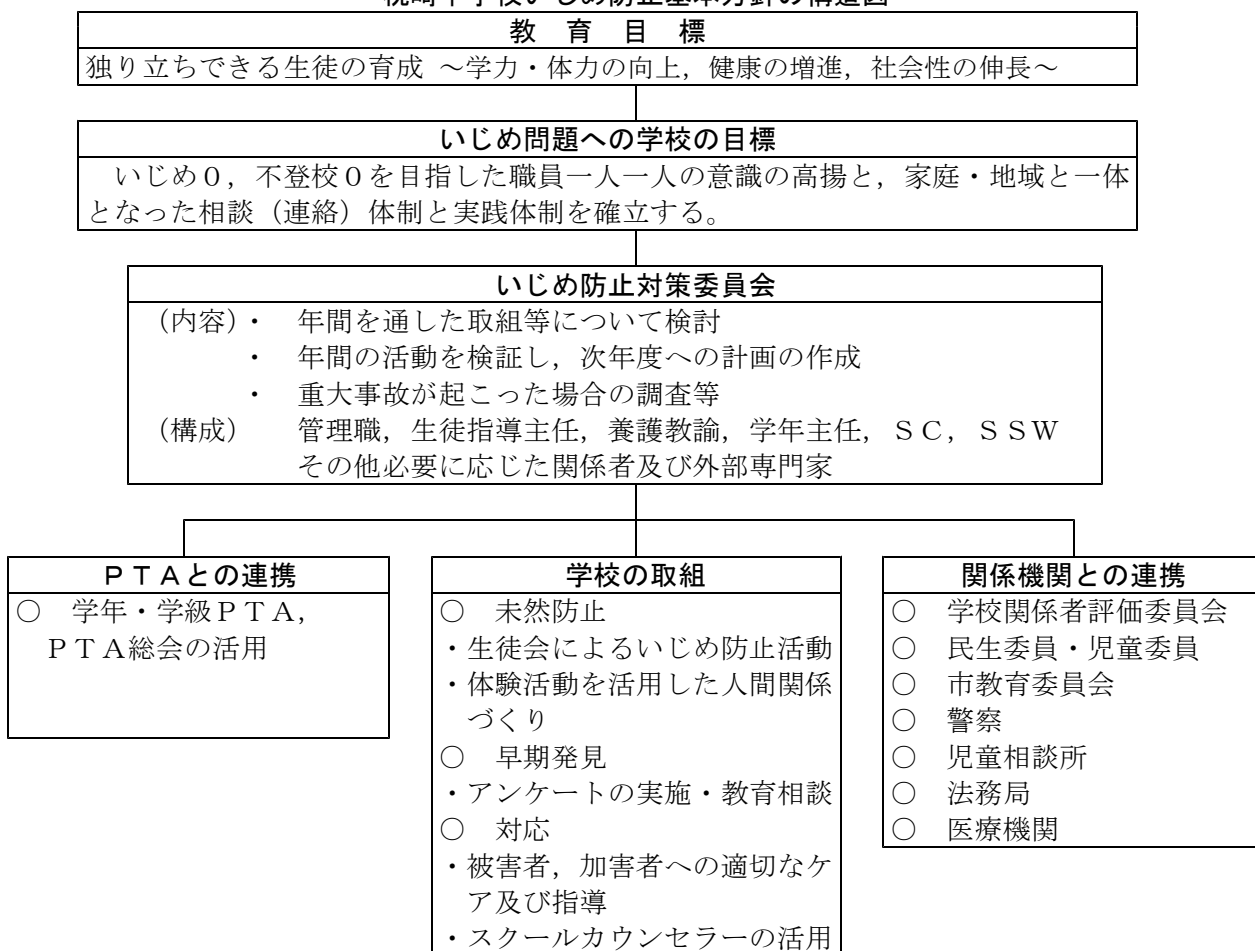 教　育　目　標
独り立ちできる生徒の育成　～学力・体力の向上，健康の増進，社会性の伸長～
いじめ問題への学校の目標
いじめ０，不登校０を目指した職員一人一人の意識の高揚と，家庭・地域と一体
となった相談（連絡）体制と実践体制を確立する。
いじめ防止対策委員会
（内容）・　年間を通した取組等について検討
・　年間の活動を検証し，次年度への計画の作成
・　重大事故が起こった場合の調査等
（構成）　管理職，生徒指導主任，養護教諭，学年主任，ＳＣ，ＳＳＷ
その他必要に応じた関係者及び外部専門家
ＰＴＡとの連携
○　学年・学級ＰＴＡ，
ＰＴＡ総会の活用
学校の取組
○　未然防止
・生徒会によるいじめ防止活動
・体験活動を活用した人間関係
づくり
○　早期発見
・アンケートの実施・教育相談
○　対応
・被害者，加害者への適切なケ
ア及び指導
・スクールカウンセラーの活用
関係機関との連携
○　学校関係者評価委員会
○　民生委員・児童委員
○　市教育委員会
○　警察
○　児童相談所
○　法務局
○　医療機関